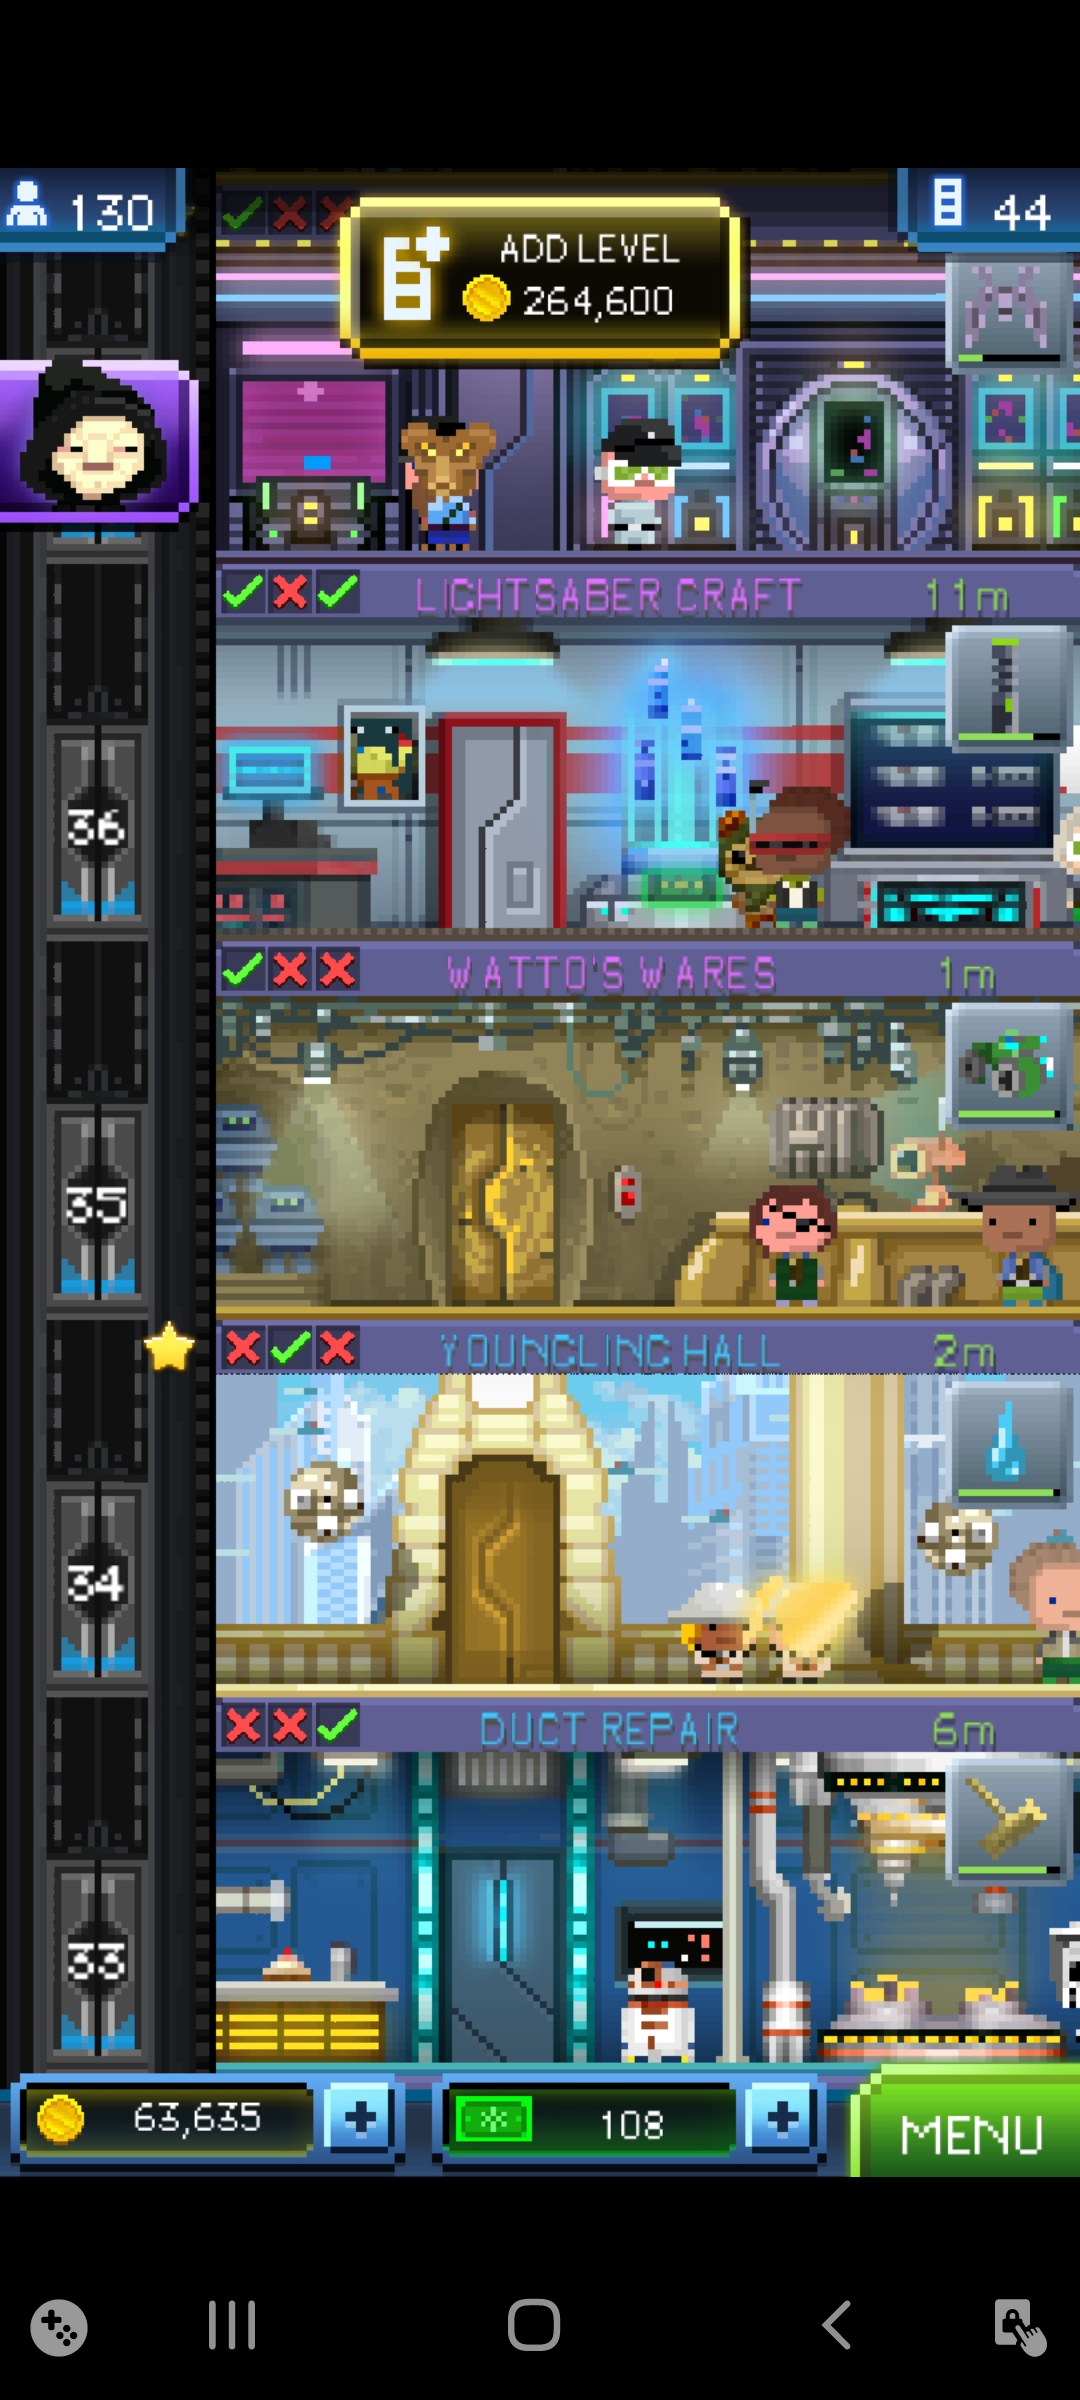 130
44
ADD LEVEL
264,600
LIGHTSABER CRAFT 11m
36
WATTO'S WARES 1m
35
YOUNGLING HALL 2m
34
DUCT REPAIR 6m
33
63,635
108
MENU